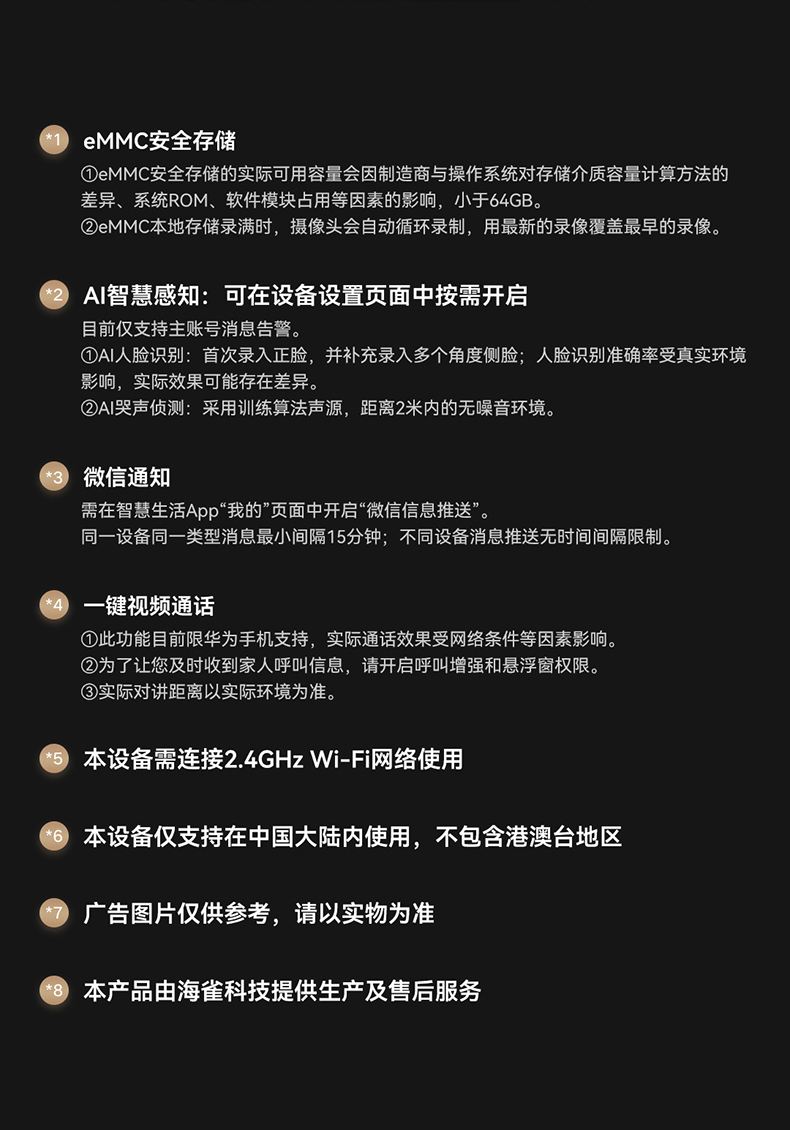 *1 eMMC安全存储
①eMMC安全存储的实际可用容量会因制造商与操作系统对存储介质容量计算方法的
差异、系统ROM、软件模块占用等因素的影响，小于64GB。
②eMMC本地存储录满时，摄像头会自动循环录制，用最新的录像覆盖最早的录像。
*2 AI智慧感知：可在设备设置页面中按需开启
目前仅支持主账号消息告警。
①AI人脸识别：首次录入正脸，并补充录入多个角度侧脸；人脸识别准确率受真实环境
影响，实际效果可能存在差异。
②AI哭声侦测：采用训练算法声源，距离2米内的无噪音环境。
*3 微信通知
需在智慧生活App“我的”页面中开启“微信信息推送”。
同一设备同一类型消息最小间隔15分钟；不同设备消息推送无时间间隔限制。
*4 一键视频通话
①此功能目前限华为手机支持，实际通话效果受网络条件等因素影响。
②为了让您及时收到家人呼叫信息，请开启呼叫增强和悬浮窗权限。
③实际对讲距离以实际环境为准。
*5 本设备需连接2.4GHz Wi-Fi网络使用
*6 本设备仅支持在中国大陆内使用，不包含港澳台地区
*7 广告图片仅供参考，请以实物为准
*8 本产品由海雀科技提供生产及售后服务